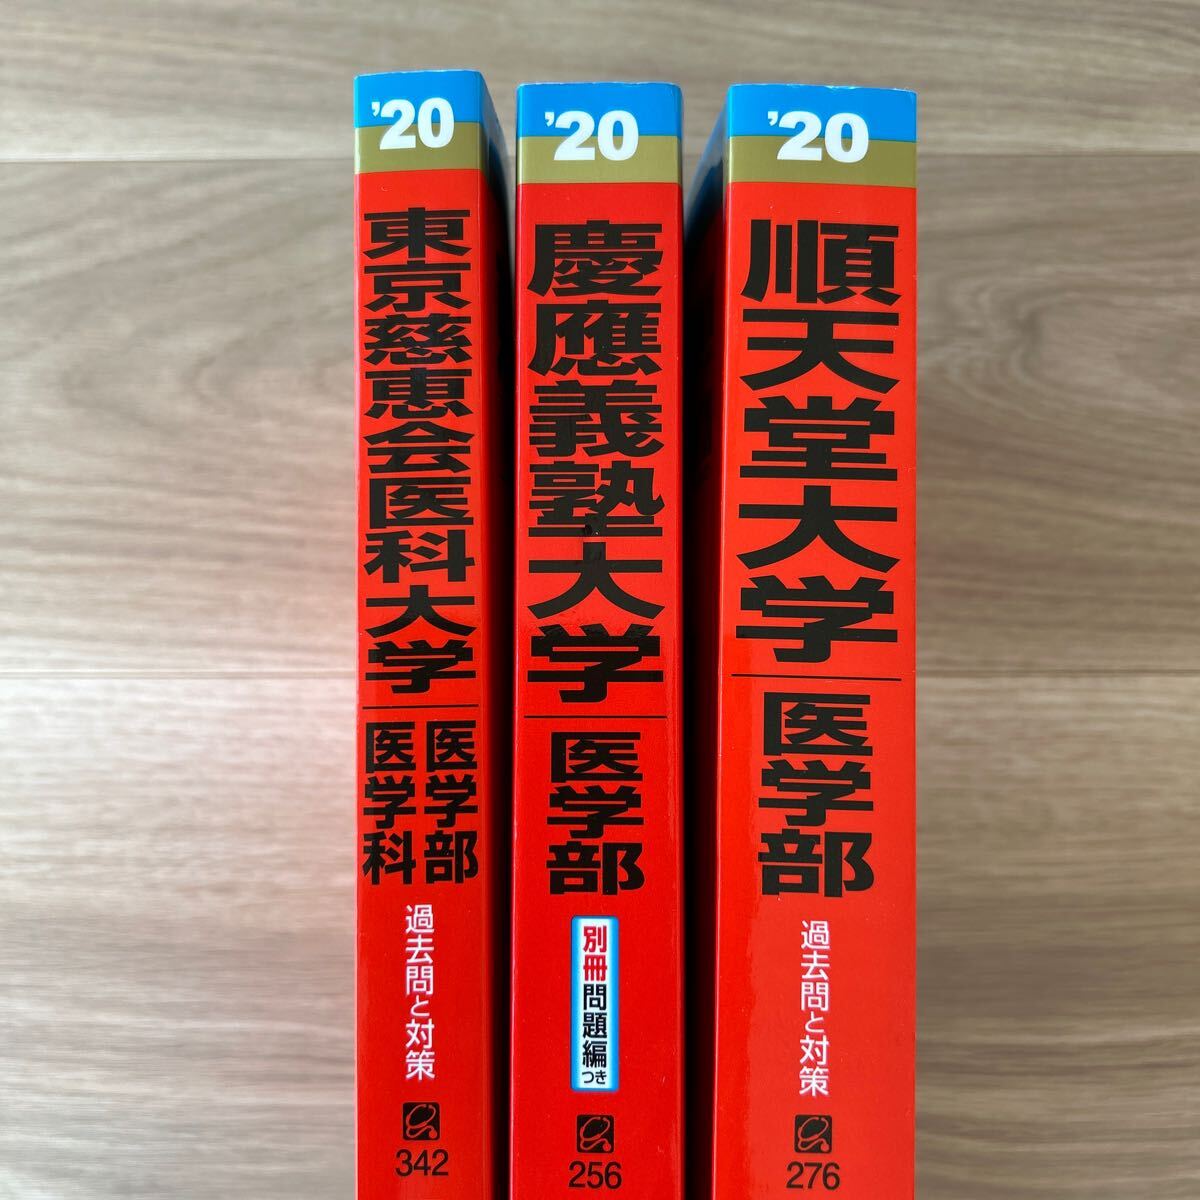 ’20
東京慈恵会医科大学
医学部
医学科
過去問と対策
342
’20
慶應義塾大学
医学部
別冊問題編つき
256
’20
順天堂大学
医学部
過去問と対策
276